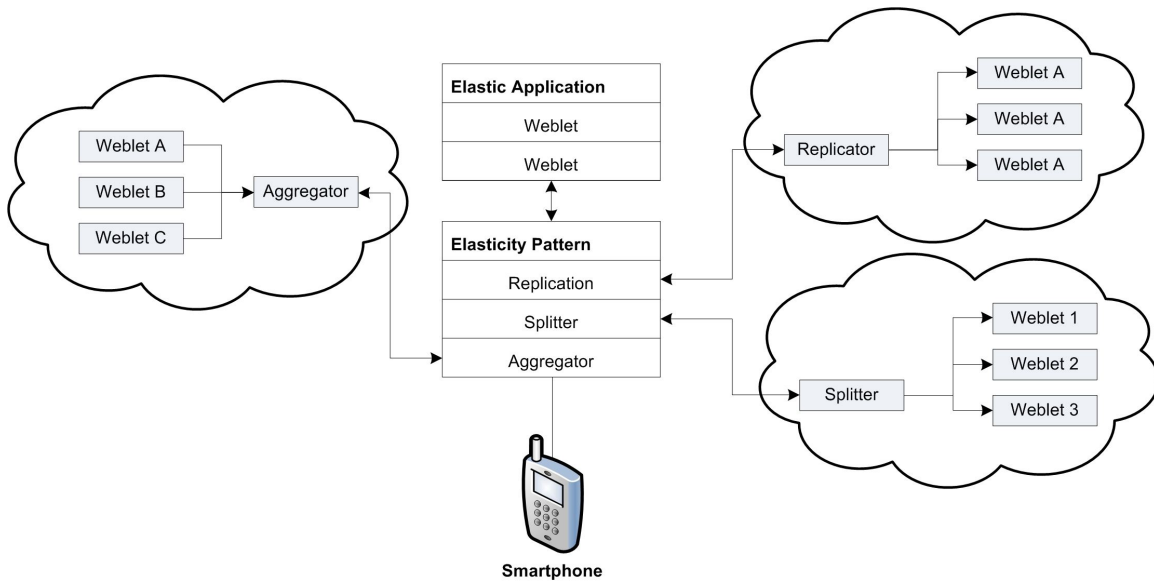 Weblet A
Weblet B
Weblet C
Aggregator
Elastic Application
Weblet
Weblet
Elasticity Pattern
Replication
Splitter
Aggregator
Smartphone
Replicator
Weblet A
Weblet A
Weblet A
Splitter
Weblet 1
Weblet 2
Weblet 3